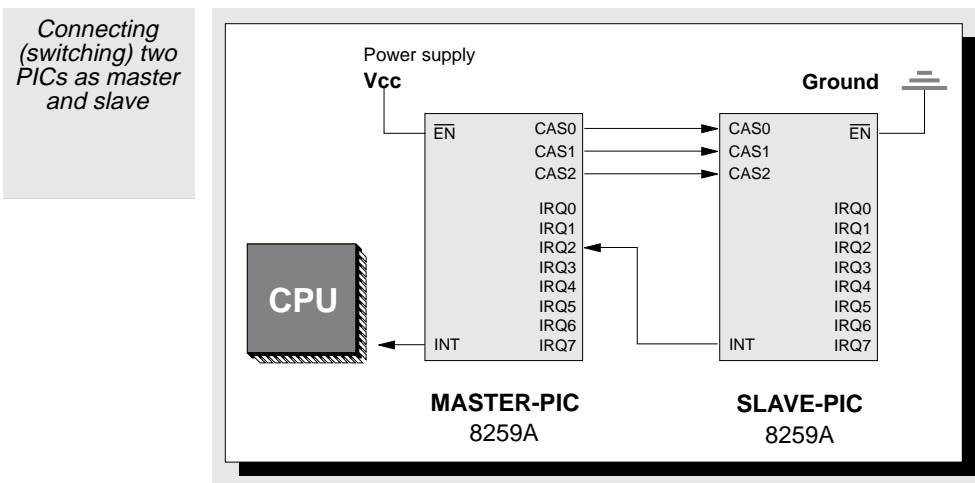 Connecting
(switching) two
PICs as master
and slave
Power supply
Vcc
Ground
EN
CAS0
CAS1
CAS2
IRQ0
IRQ1
IRQ2
IRQ3
IRQ4
IRQ5
IRQ6
IRQ7
INT
CPU
MASTER-PIC
8259A
CAS0
CAS1
CAS2
EN
IRQ0
IRQ1
IRQ2
IRQ3
IRQ4
IRQ5
IRQ6
IRQ7
INT
SLAVE-PIC
8259A